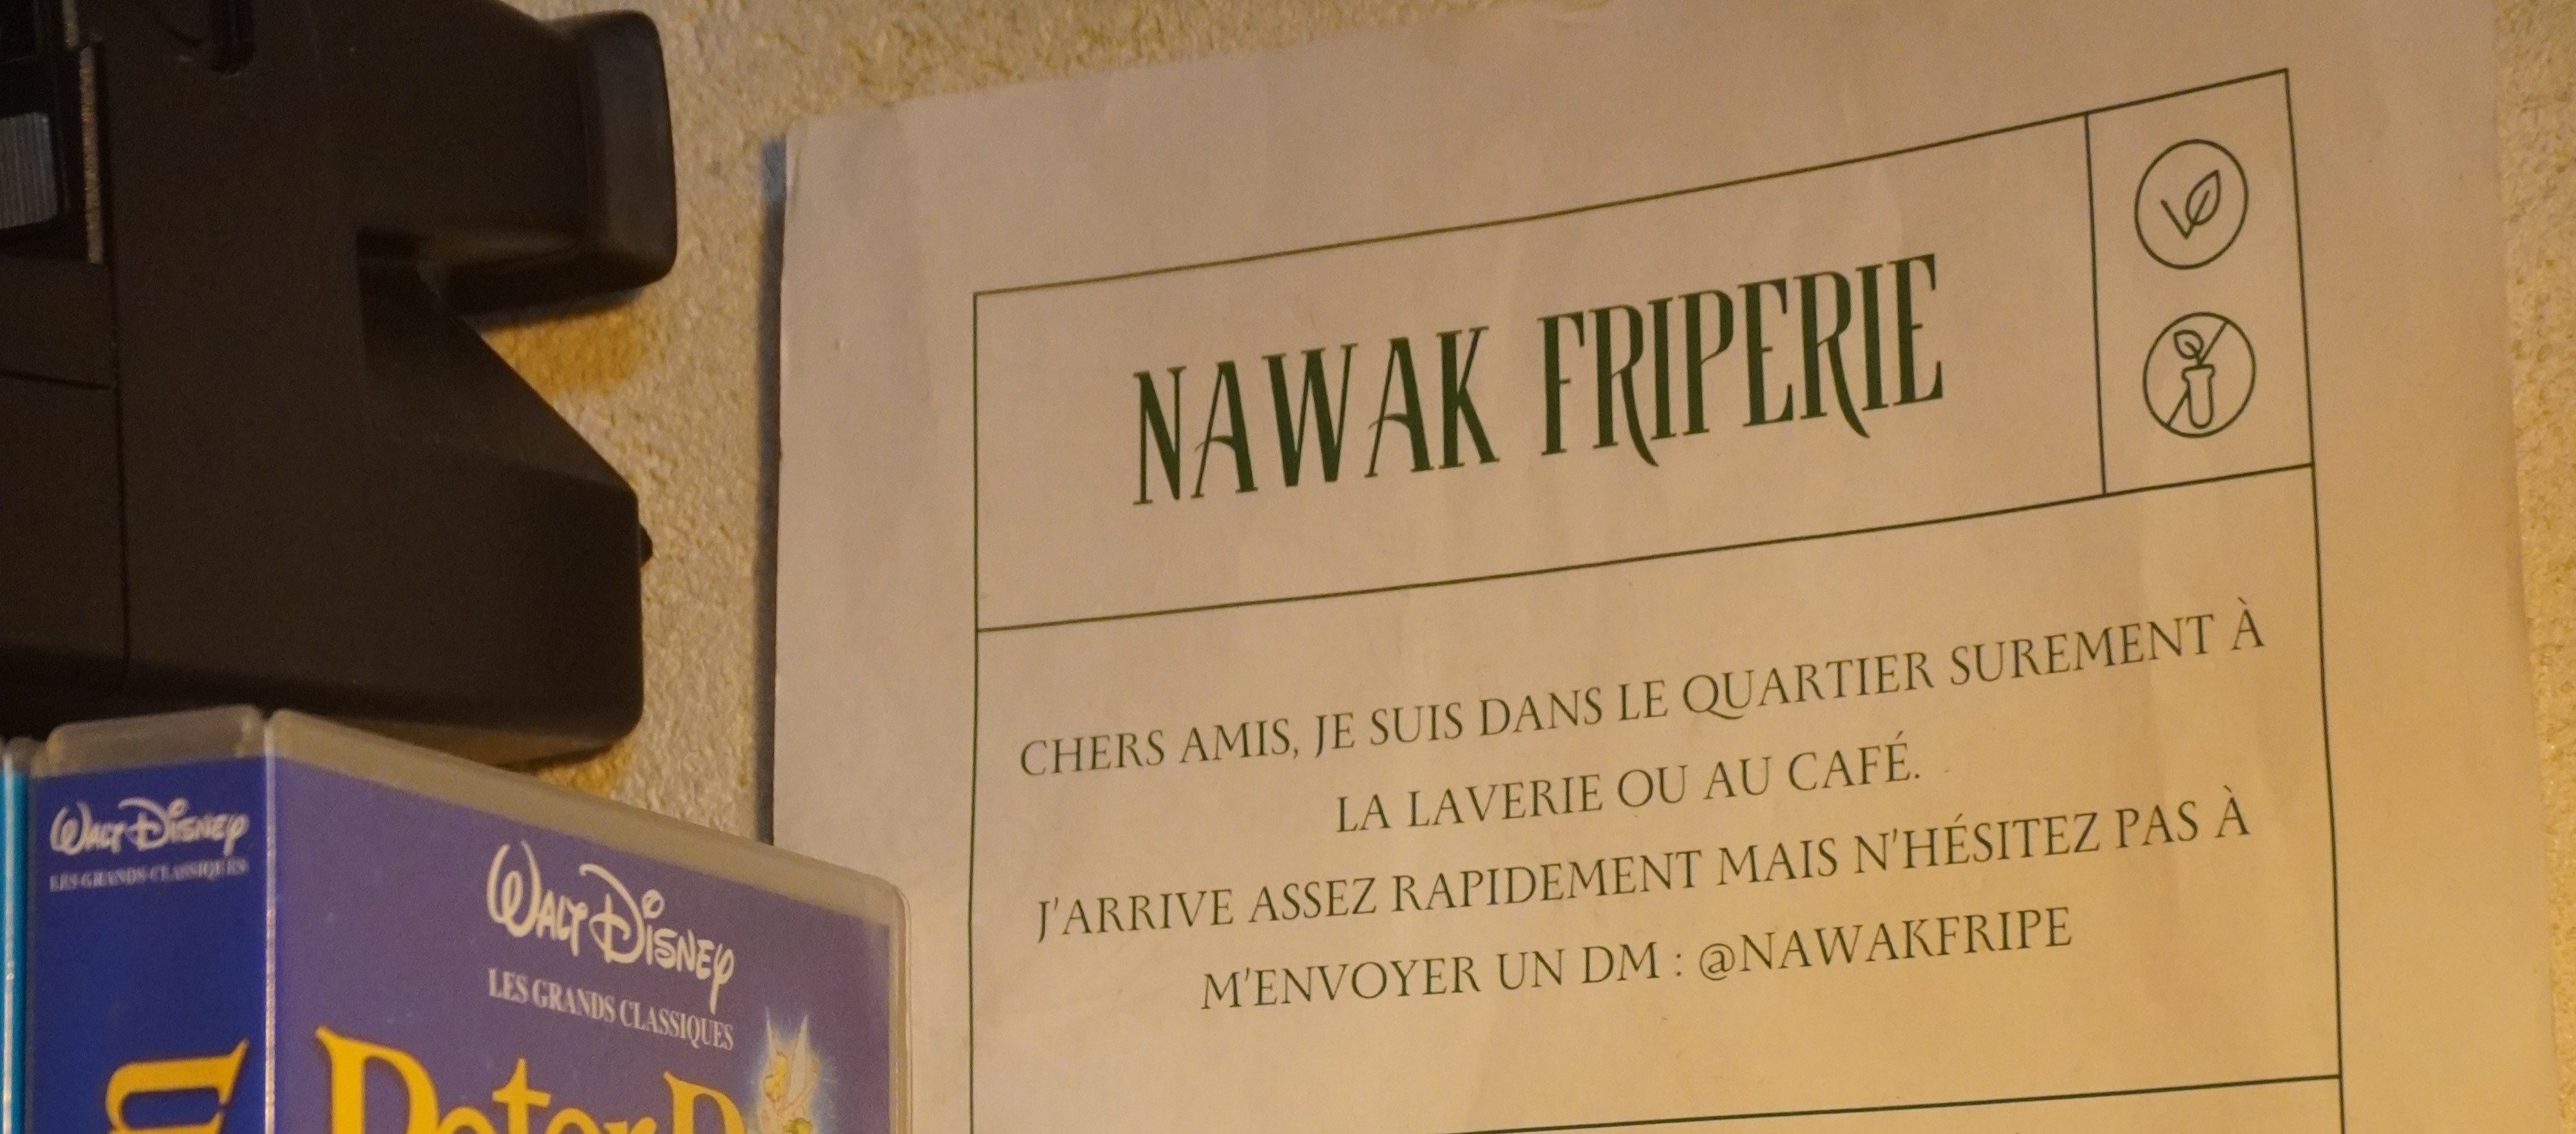 NAWAK FRIPERIE
CHERS AMIS, JE SUIS DANS LE QUARTIER SUREMENT À
LA LAVERIE OU AU CAFÉ.
J'ARRIVE ASSEZ RAPIDEMENT MAIS N'HÉSITEZ PAS À
M'ENVOYER UN DM : @NAWAKFRIPE
WALT DISNEY
LES GRANDS CLASSIQUES
WALT DISNEY
LES GRANDS CLASSIQUES
Peter P